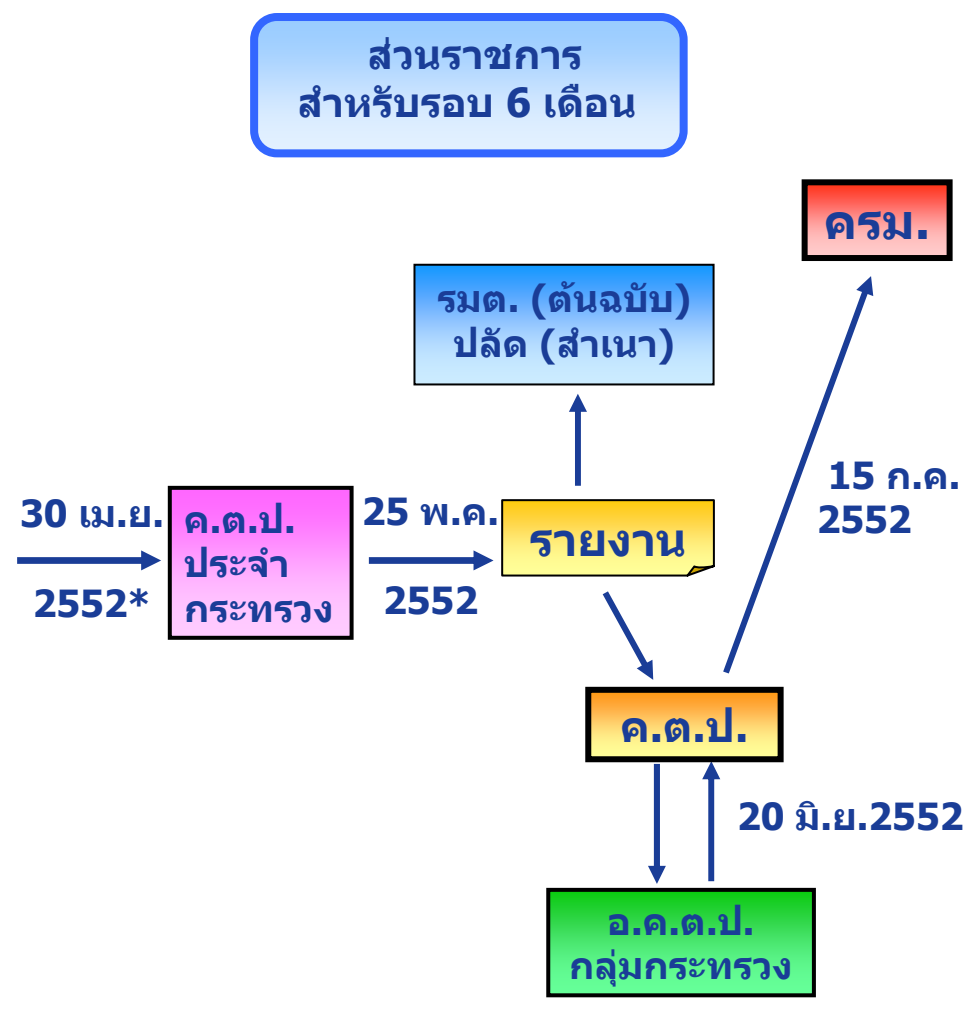 ส่วนราชการ
สำหรับรอบ 6 เดือน
ครม.
รมต. (ต้นฉบับ)
ปลัด (สำเนา)
30 เม.ย.
2552*
ค.ต.ป.
ประจำ
กระทรวง
25 พ.ค.
2552
รายงาน
15 ก.ค.
2552
ค.ต.ป.
20 มิ.ย.2552
อ.ค.ต.ป.
กลุ่มกระทรวง